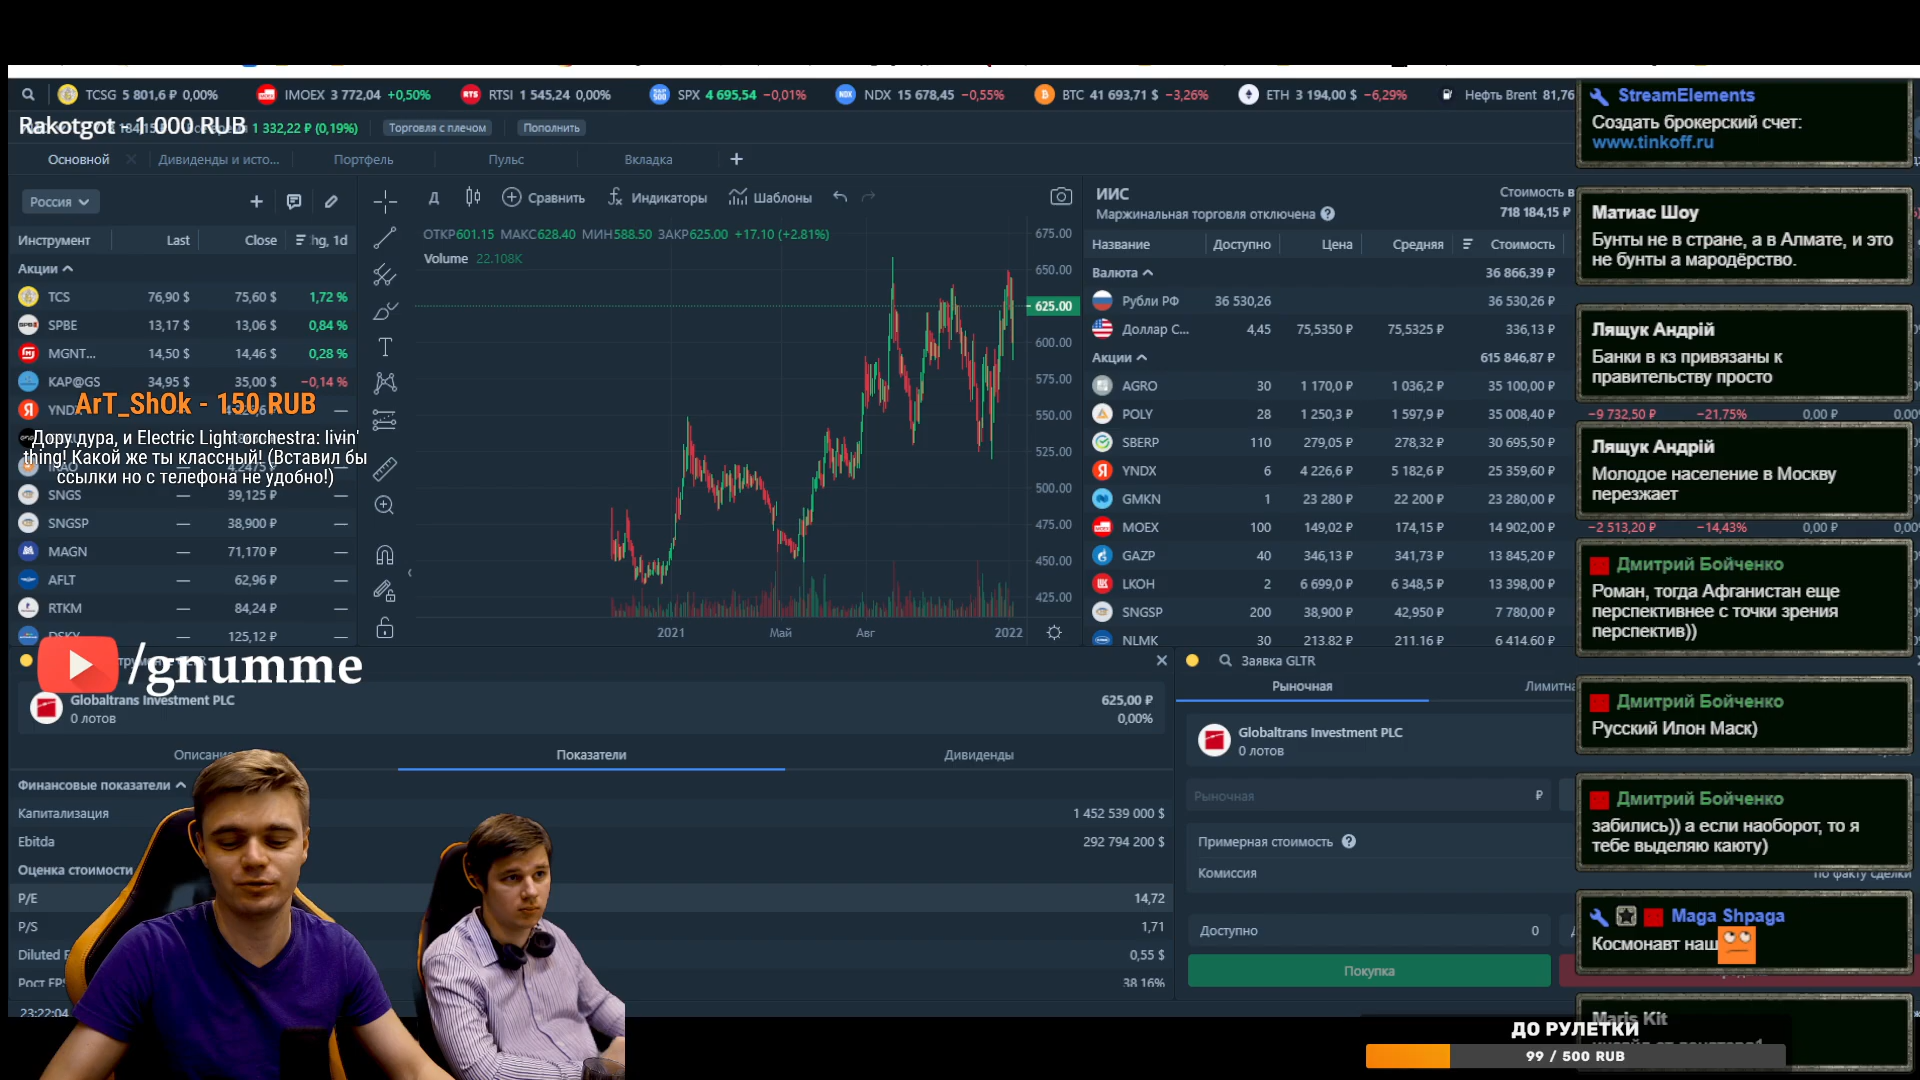 TCSG 5 801,6 ₽ 0,00% IMOEX 3 772,04 +0,50% RTSI 1 545,24 0,00% SPX 4 695,54 −0,01% NDX 15 678,45 −0,55% BTC 41 693,71 $ −3,26% ETH 3 194,00 $ −6,29% Нефть Brent 81,76
Rakotgot - 1 000 RUB
1 332,22 ₽ (0,19%) Торговля с плечом Пополнить
Основной Дивиденды и исто... Портфель Пульс Вкладка
Россия
Инструмент Last Close Chg, 1d
Акции
TCS 76,90 $ 75,60 $ 1,72 %
SPBE 13,17 $ 13,06 $ 0,84 %
MGNT... 14,50 $ 14,46 $ 0,28 %
KAP@GS 34,95 $ 35,00 $ −0,14 %
YNDX
ArT_ShOk - 150 RUB
Дору дура, и Electric Light orchestra: livin'
thing! Какой же ты классный! (Вставил бы
ссылки но с телефона не удобно!)
SNGS — 39,125 ₽ —
SNGSP — 38,900 ₽ —
MAGN — 71,170 ₽ —
AFLT — 62,96 ₽ —
RTKM — 84,24 ₽ —
DSKY — 125,12 ₽ —
Д Сравнить Индикаторы Шаблоны
ОТКР601.15 МАКС628.40 МИН588.50 ЗАКР625.00 +17.10 (+2.81%)
Volume 22.108K
675.00
650.00
625.00
600.00
575.00
550.00
525.00
500.00
475.00
450.00
425.00
2021 Май Авг 2022
ИИС
Маржинальная торговля отключена
Стоимость
718 184,15 ₽
Название Доступно Цена Средняя Стоимость
Валюта 36 866,39 ₽
Рубли РФ 36 530,26 36 530,26 ₽
Доллар С... 4,45 75,5350 ₽ 75,5325 ₽ 336,13 ₽
Акции 615 846,87 ₽
AGRO 30 1 170,0 ₽ 1 036,2 ₽ 35 100,00 ₽
POLY 28 1 250,3 ₽ 1 597,9 ₽ 35 008,40 ₽
−9 732,50 ₽ −21,75% 0,00 ₽ 0,00
SBERP 110 279,05 ₽ 278,32 ₽ 30 695,50 ₽
YNDX 6 4 226,6 ₽ 5 182,6 ₽ 25 359,60 ₽
GMKN 1 23 280 ₽ 22 200 ₽ 23 280,00 ₽
MOEX 100 149,02 ₽ 174,15 ₽ 14 902,00 ₽
−2 513,20 ₽ −14,43% 0,00 ₽ 0,00
GAZP 40 346,13 ₽ 341,73 ₽ 13 845,20 ₽
LKOH 2 6 699,0 ₽ 6 348,5 ₽ 13 398,00 ₽
SNGSP 200 38,900 ₽ 42,950 ₽ 7 780,00 ₽
NLMK 30 213,82 ₽ 211,16 ₽ 6 414,60 ₽
/gnumme
Globaltrans Investment PLC
0 лотов
625,00 ₽
0,00%
Описание Показатели Дивиденды
Финансовые показатели
Капитализация 1 452 539 000 $
Ebitda 292 794 200 $
Оценка стоимости
P/E 14,72
P/S 1,71
Diluted 0,55 $
Рост EPS 38,16%
23:22:04
Заявка GLTR
Рыночная
Globaltrans Investment PLC
0 лотов
Рыночная ₽
Примерная стоимость
Комиссия По факту сделки
Доступно 0
Покупка
StreamElements
Создать брокерский счет:
www.tinkoff.ru
Матиас Шоу
Бунты не в стране, а в Алмате, и это
не бунты а мародёрство.
Лящук Андрій
Банки в кз привязаны к
правительству просто
Лящук Андрій
Молодое население в Москву
перезжает
Дмитрий Бойченко
Роман, тогда Афганистан еще
перспективнее с точки зрения
перспектив))
Дмитрий Бойченко
Русский Илон Маск)
Дмитрий Бойченко
забились)) а если наоборот, то я
тебе выделяю каюту)
Maga Shpaga
Космонавт наш
Maris Kit
ДО РУЛЕТКИ
99 / 500 RUB